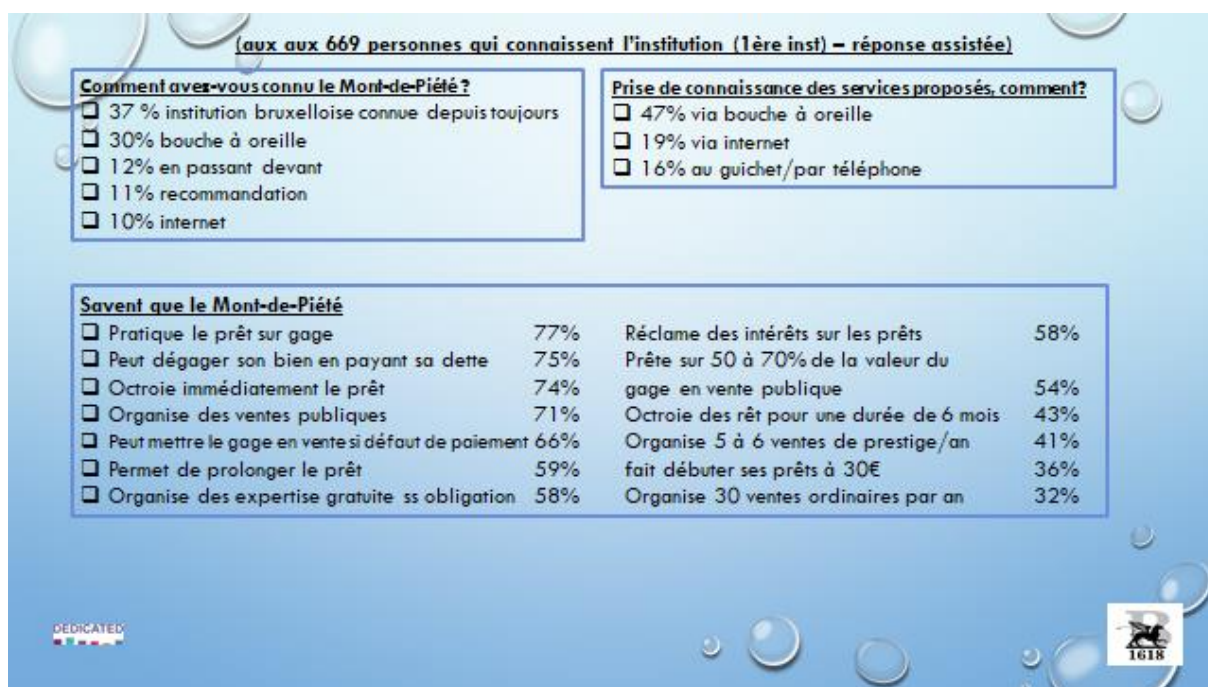 (aux aux 669 personnes qui connaissent l'institution (1ère inst) – réponse assistée)
Comment avez-vous connu le Mont-de-Piété ?
37 % institution bruxelloise connue depuis toujours
30% bouche à oreille
12% en passant devant
11% recommandation
10% internet
Prise de connaissance des services proposés, comment?
47% via bouche à oreille
19% via internet
16% au guichet/par téléphone
Savent que le Mont-de-Piété
Pratique le prêt sur gage 77%
Peut dégager son bien en payant sa dette 75%
Octroie immédiatement le prêt 74%
Organise des ventes publiques 71%
Peut mettre le gage en vente si défaut de paiement 66%
Permet de prolonger le prêt 59%
Organise des expertise gratuite ss obligation 58%
Réclame des intérêts sur les prêts 58%
Prête sur 50 à 70% de la valeur du
gage en vente publique 54%
Octroie des rêt pour une durée de 6 mois 43%
Organise 5 à 6 ventes de prestige/an 41%
fait débuter ses prêts à 30€ 36%
Organise 30 ventes ordinaires par an 32%
DEDICATED
B
1618